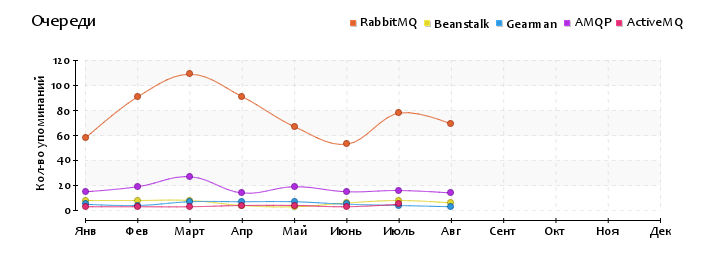 Очереди
RabbitMQ Beanstalk Gearman AMQP ActiveMQ
Кол-во упоминаний
120
100
80
60
40
20
0
Янв Фев Март Апр Май Июнь Июль Авг Сент Окт Ноя Дек